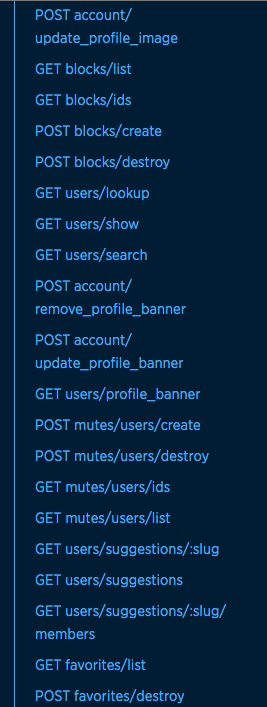 POST account/
update_profile_image
GET blocks/list
GET blocks/ids
POST blocks/create
POST blocks/destroy
GET users/lookup
GET users/show
GET users/search
POST account/
remove_profile_banner
POST account/
update_profile_banner
GET users/profile_banner
POST mutes/users/create
POST mutes/users/destroy
GET mutes/users/ids
GET mutes/users/list
GET users/suggestions/:slug
GET users/suggestions
GET users/suggestions/:slug/
members
GET favorites/list
POST favorites/destroy